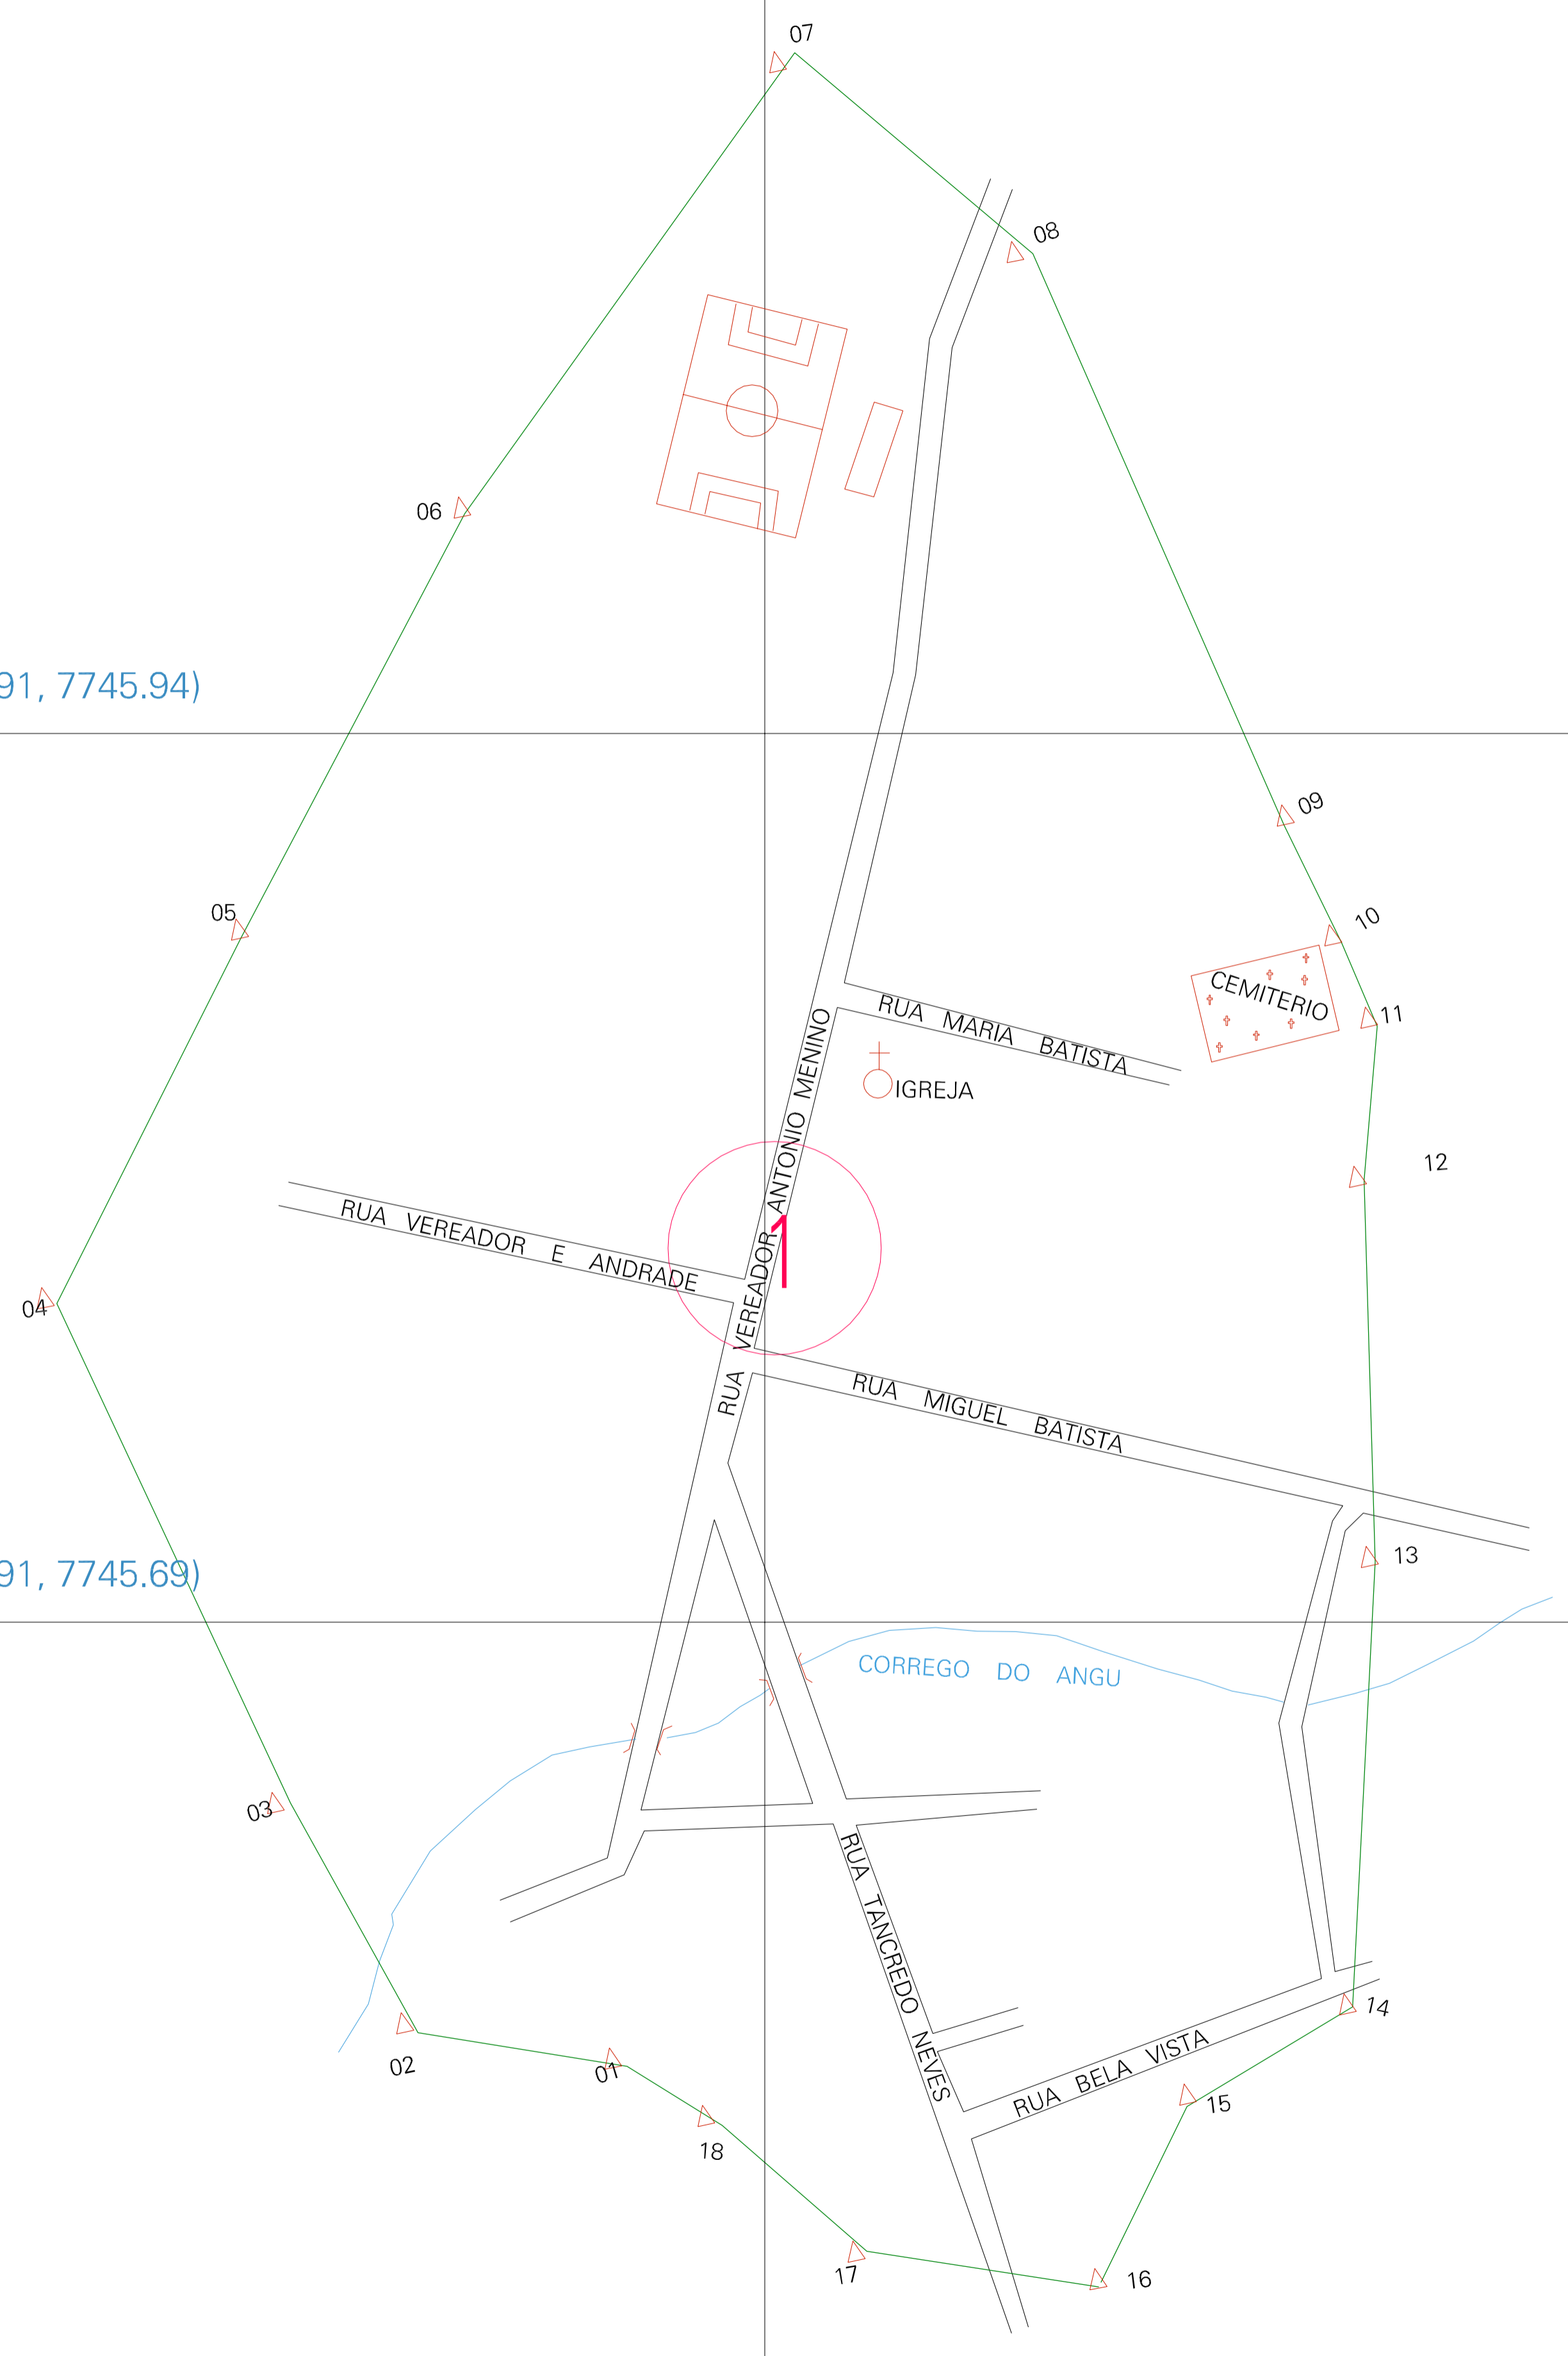 07
08
06
91, 7745.94)
09
05
10
CEMITERIO
11
RUA MARIA BATISTA
IGREJA
RUA VEREADOR ANTONIO MENINO
12
RUA VEREADOR E ANDRADE
1
04
RUA MIGUEL BATISTA
13
91, 7745.69)
CORREGO DO ANGU
03
RUA TANCREDO NEVES
14
RUA BELA VISTA
02
01
15
18
17
16